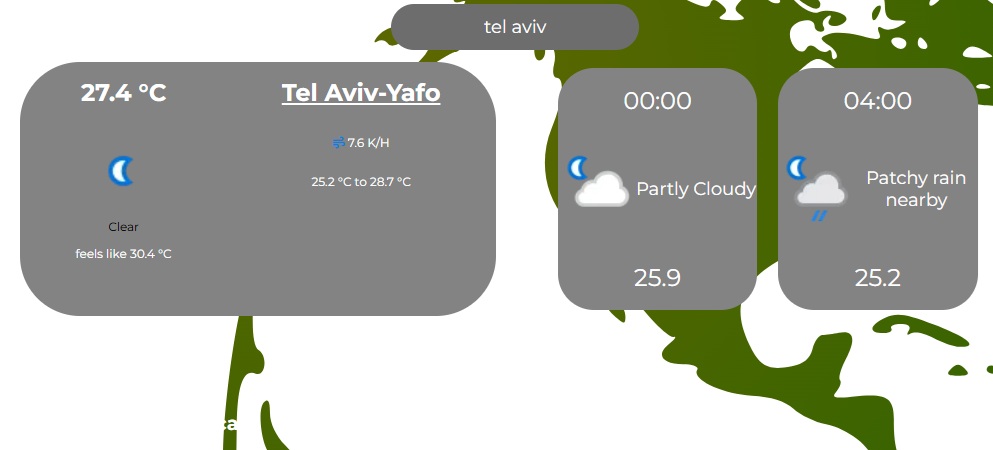 tel aviv
27.4 °C
Tel Aviv-Yafo
7.6 K/H
25.2 °C to 28.7 °C
Clear
feels like 30.4 °C
00:00
Partly Cloudy
25.9
04:00
Patchy rain
nearby
25.2